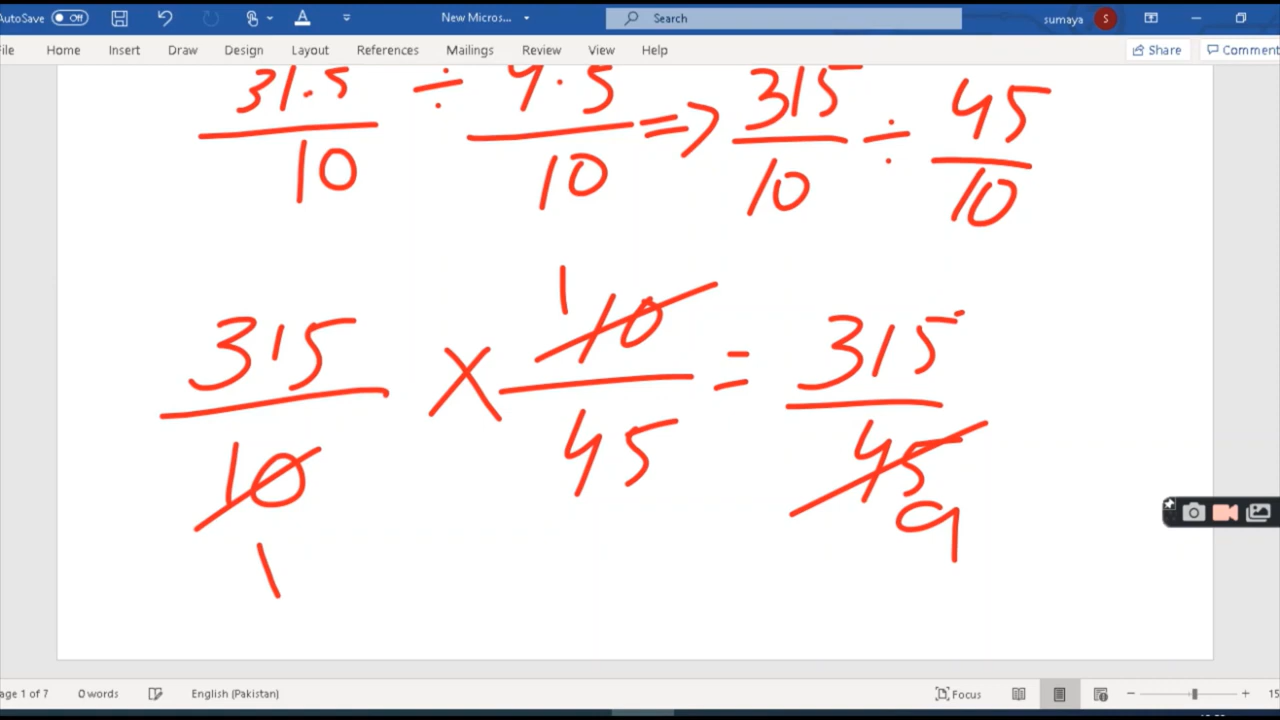 AutoSave Off New Micros... Search sumaya S
File Home Insert Draw Design Layout References Mailings Review View Help Share Comment
31.5 ÷ 4.5 => 315 ÷ 45
10 10 10 10
1
315 × 10 = 315
10 45 45
1 9
Page 1 of 7 0 words English (Pakistan) Focus − + 15